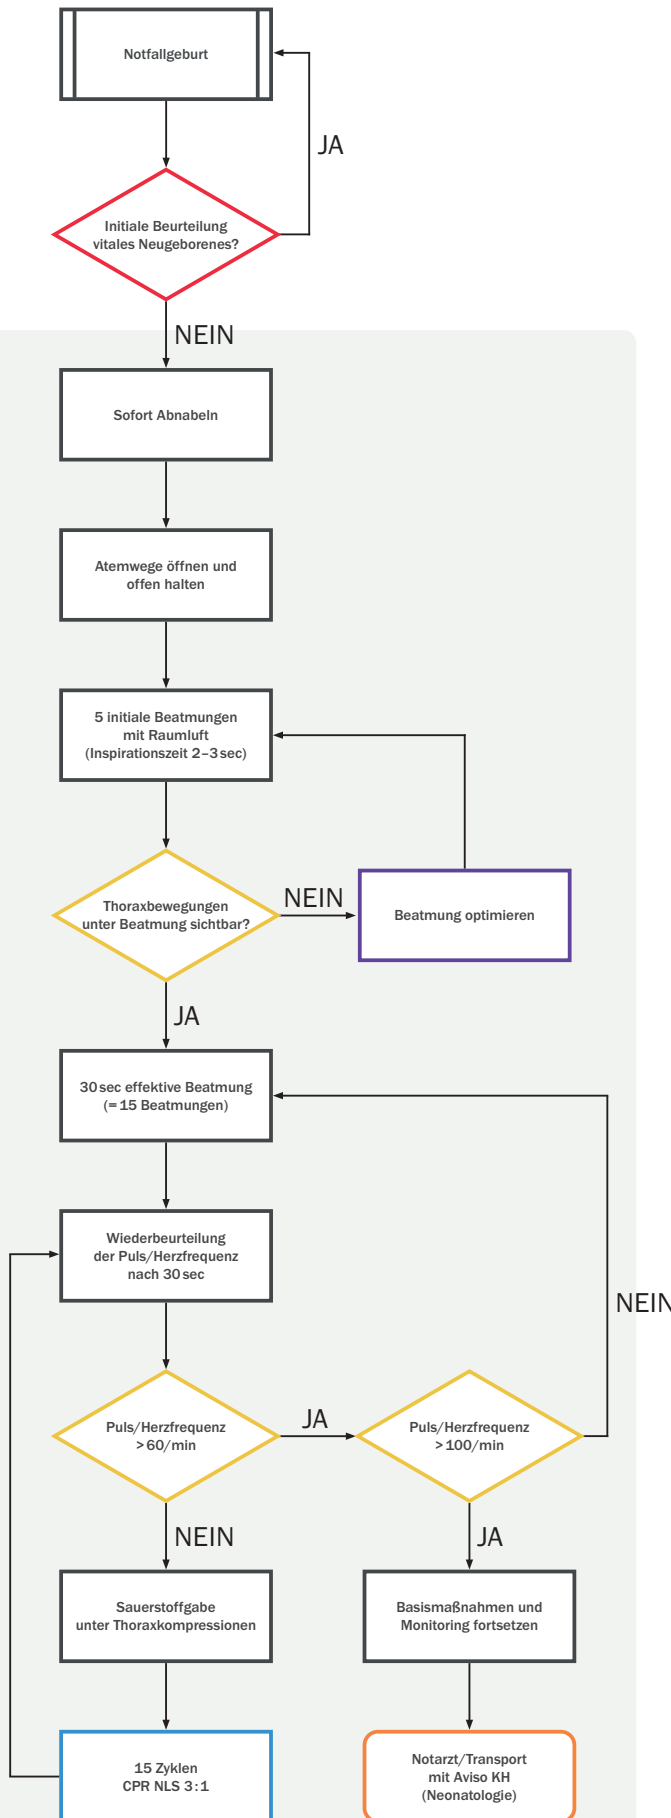 Notfallgeburt
JA
Initiale Beurteilung
vitales Neugeborenes?
NEIN
Sofort Abnabeln
Atemwege öffnen und
offen halten
5 initiale Beatmungen
mit Raumluft
(Inspirationszeit 2–3 sec)
Thoraxbewegungen
unter Beatmung sichtbar?
NEIN
Beatmung optimieren
JA
30 sec effektive Beatmung
(= 15 Beatmungen)
Wiederbeurteilung
der Puls/Herzfrequenz
nach 30 sec
NEIN
Puls/Herzfrequenz
> 60/min
JA
Puls/Herzfrequenz
> 100/min
NEIN
JA
Sauerstoffgabe
unter Thoraxkompressionen
Basismaßnahmen und
Monitoring fortsetzen
15 Zyklen
CPR NLS 3:1
Notarzt/Transport
mit Aviso KH
(Neonatologie)